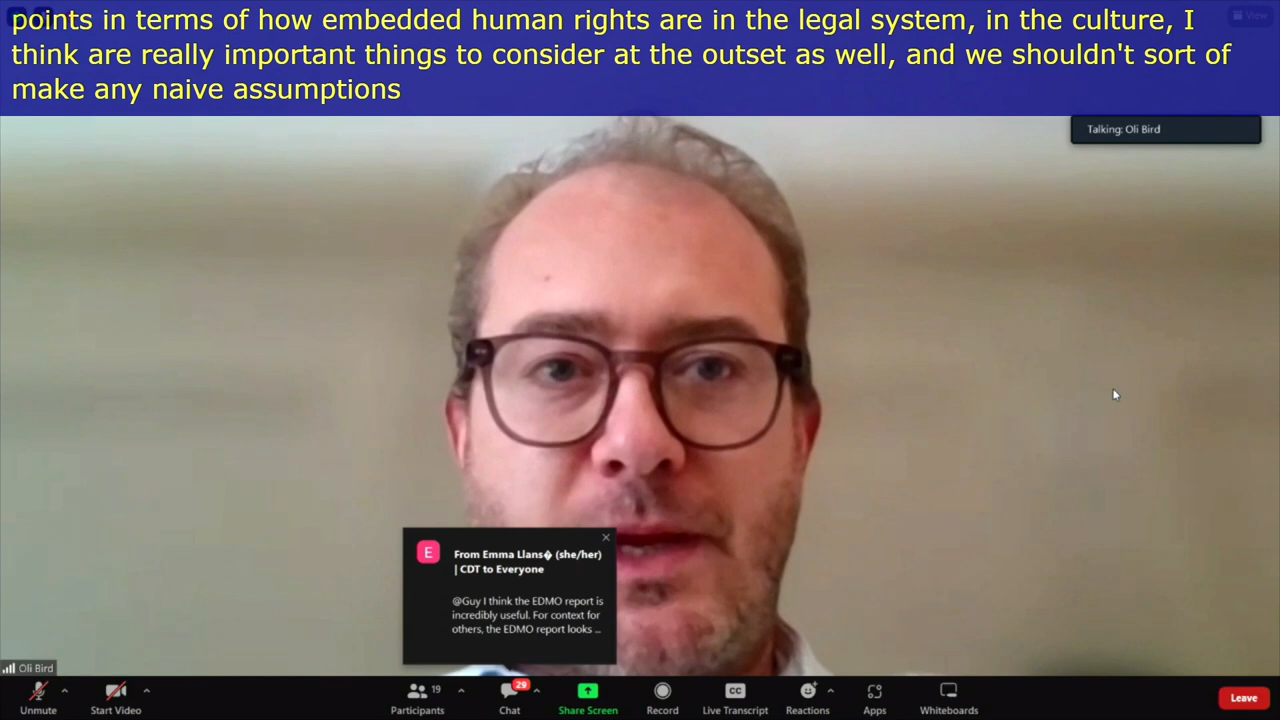 points in terms of how embedded human rights are in the legal system, in the culture, I
think are really important things to consider at the outset as well, and we shouldn't sort of
make any naive assumptions
View
Talking: Oli Bird
E
From Emma Llans� (she/her)
| CDT to Everyone
@Guy I think the EDMO report is
incredibly useful. For context for
others, the EDMO report looks ...
Oli Bird
19
29
CC
Unmute
Start Video
Participants
Chat
Share Screen
Record
Live Transcript
Reactions
Apps
Whiteboards
Leave